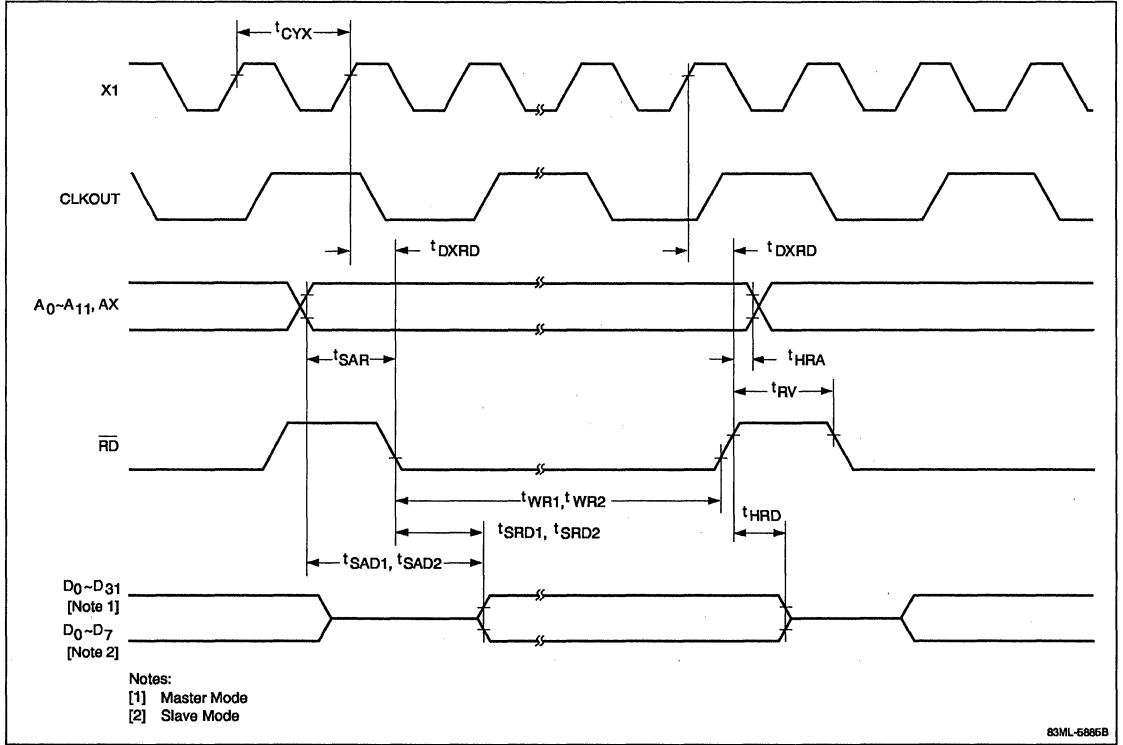 tCYX
X1
CLKOUT
tDXRD
tDXRD
A0~A11, AX
tSAR
tHRA
tRV
RD
tWR1,tWR2
tHRD
tSRD1, tSRD2
tSAD1, tSAD2
D0~D31
[Note 1]
D0~D7
[Note 2]
Notes:
[1] Master Mode
[2] Slave Mode
83ML-5885B